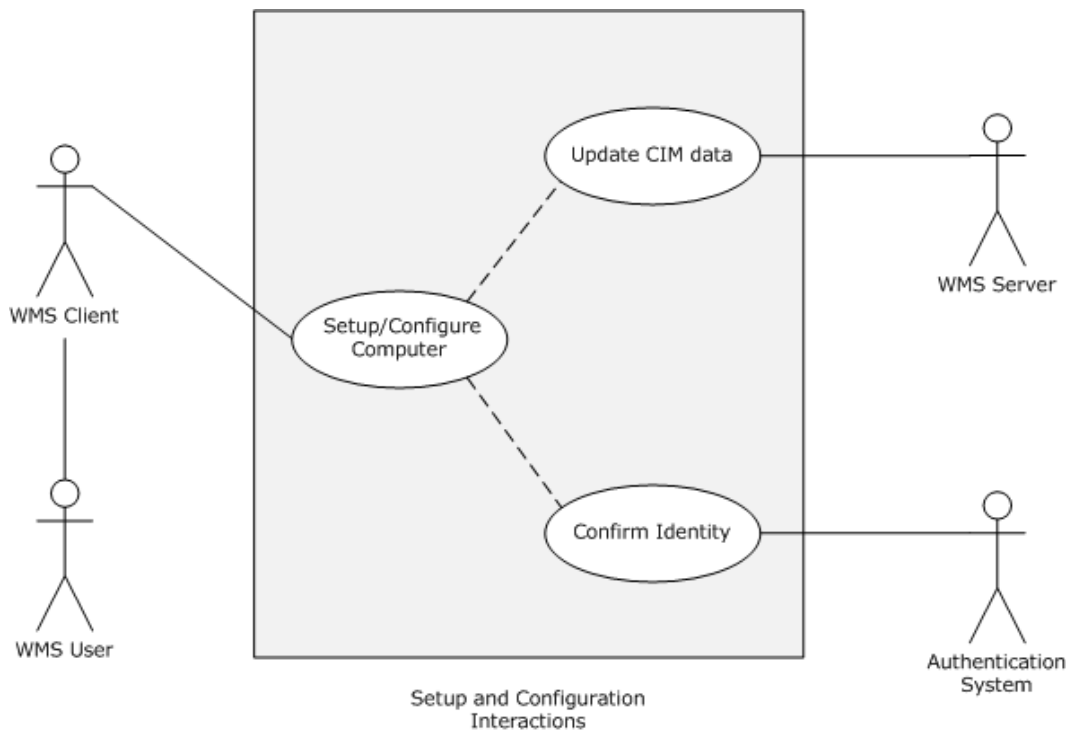 Update CIM data
WMS Server
WMS Client
Setup/Configure
Computer
Confirm Identity
WMS User
Authentication
System
Setup and Configuration
Interactions